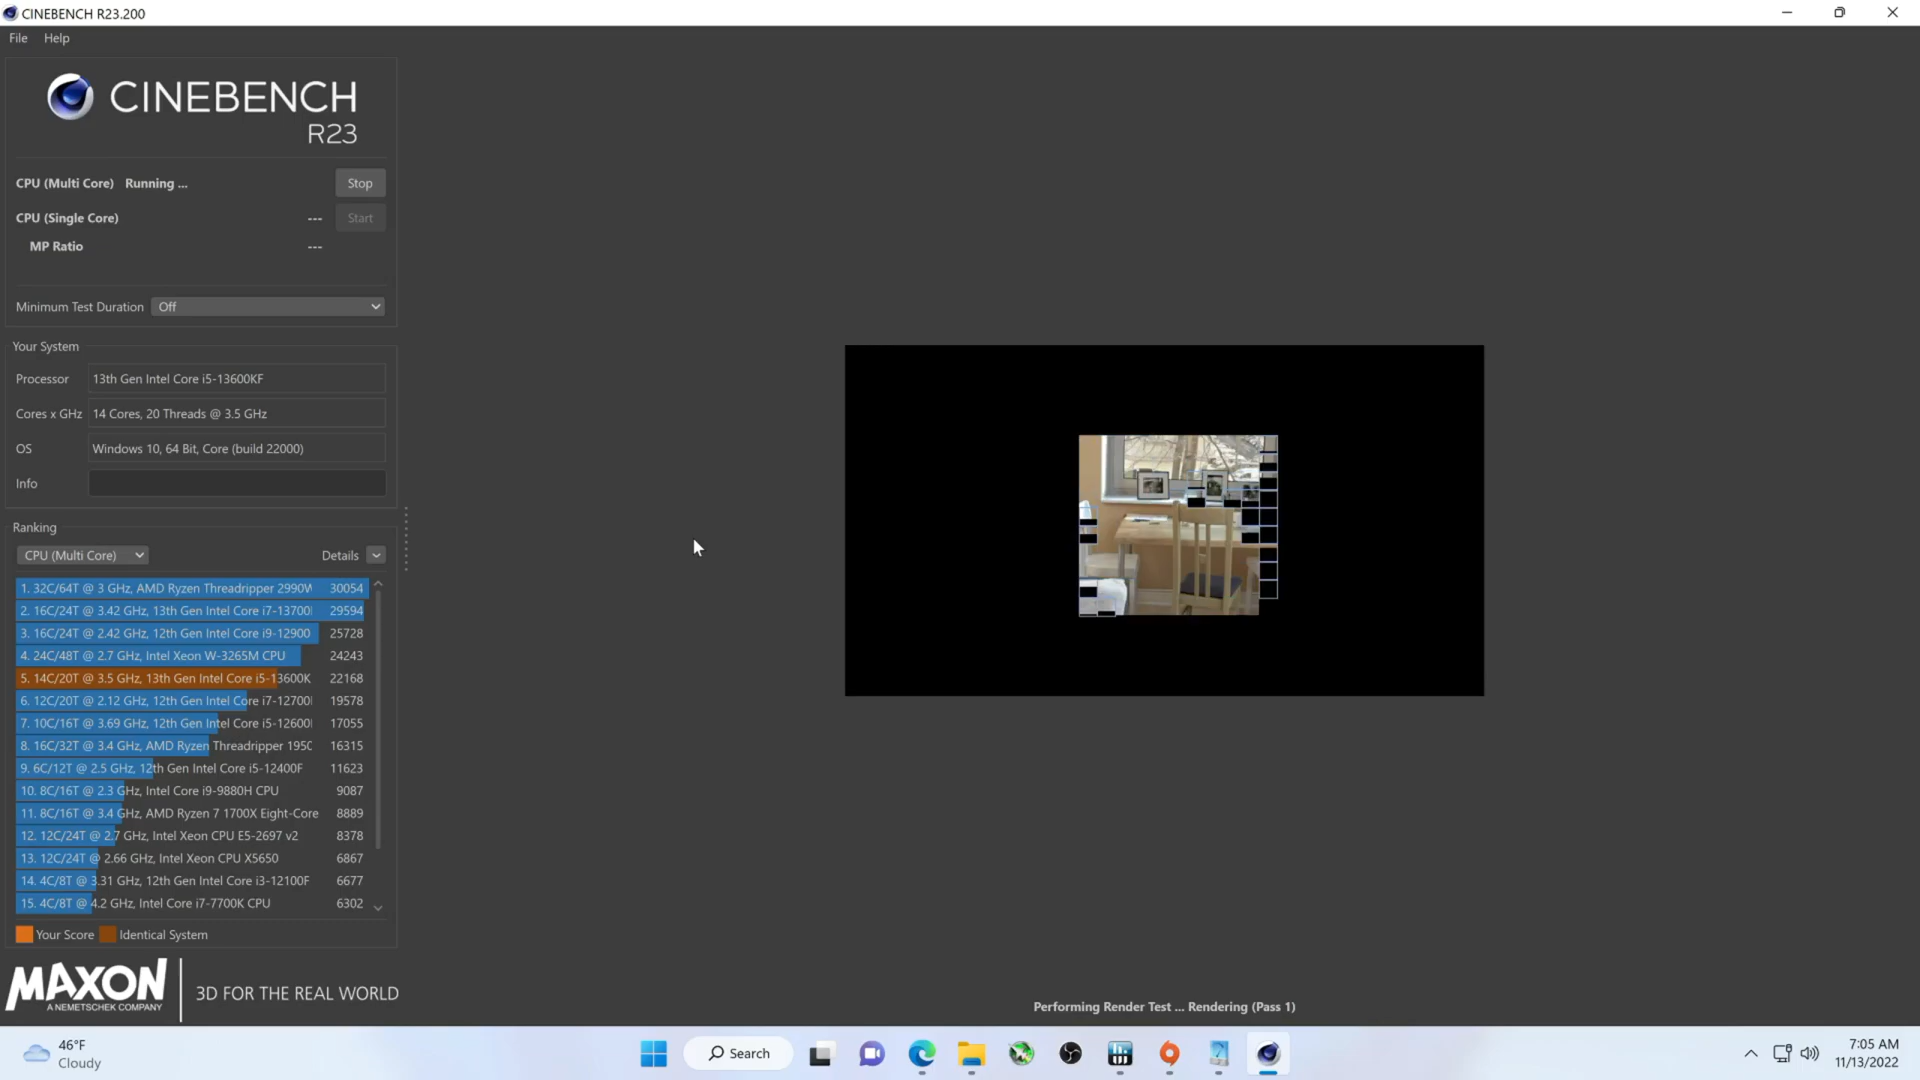 CINEBENCH R23.200
File Help
CINEBENCH
R23
CPU (Multi Core) Running ... Stop
CPU (Single Core) --- Start
MP Ratio ---
Minimum Test Duration Off
Your System
Processor 13th Gen Intel Core i5-13600KF
Cores x GHz 14 Cores, 20 Threads @ 3.5 GHz
OS Windows 10, 64 Bit, Core (build 22000)
Info
Ranking
CPU (Multi Core) Details
1. 32C/64T @ 3 GHz, AMD Ryzen Threadripper 2990W 30054
2. 16C/24T @ 3.42 GHz, 13th Gen Intel Core i7-13700 29594
3. 16C/24T @ 2.42 GHz, 12th Gen Intel Core i9-12900 25728
4. 24C/48T @ 2.7 GHz, Intel Xeon W-3265M CPU 24243
5. 14C/20T @ 3.5 GHz, 13th Gen Intel Core i5-13600K 22168
6. 12C/20T @ 2.12 GHz, 12th Gen Intel Core i7-12700 19578
7. 10C/16T @ 3.69 GHz, 12th Gen Intel Core i5-12600 17055
8. 16C/32T @ 3.4 GHz, AMD Ryzen Threadripper 195 16315
9. 6C/12T @ 2.5 GHz, 12th Gen Intel Core i5-12400F 11623
10. 8C/16T @ 2.3 GHz, Intel Core i9-9880H CPU 9087
11. 8C/16T @ 3.4 GHz, AMD Ryzen 7 1700X Eight-Core 8889
12. 12C/24T @ 2.7 GHz, Intel Xeon CPU E5-2697 v2 8378
13. 12C/24T @ 2.66 GHz, Intel Xeon CPU X5650 6867
14. 4C/8T @ 3.31 GHz, 12th Gen Intel Core i3-12100F 6677
15. 4C/8T @ 4.2 GHz, Intel Core i7-7700K CPU 6302
Your Score Identical System
MAXON
A NEMETSCHEK COMPANY
3D FOR THE REAL WORLD
Performing Render Test ... Rendering (Pass 1)
46°F
Cloudy
Search
7:05 AM
11/13/2022